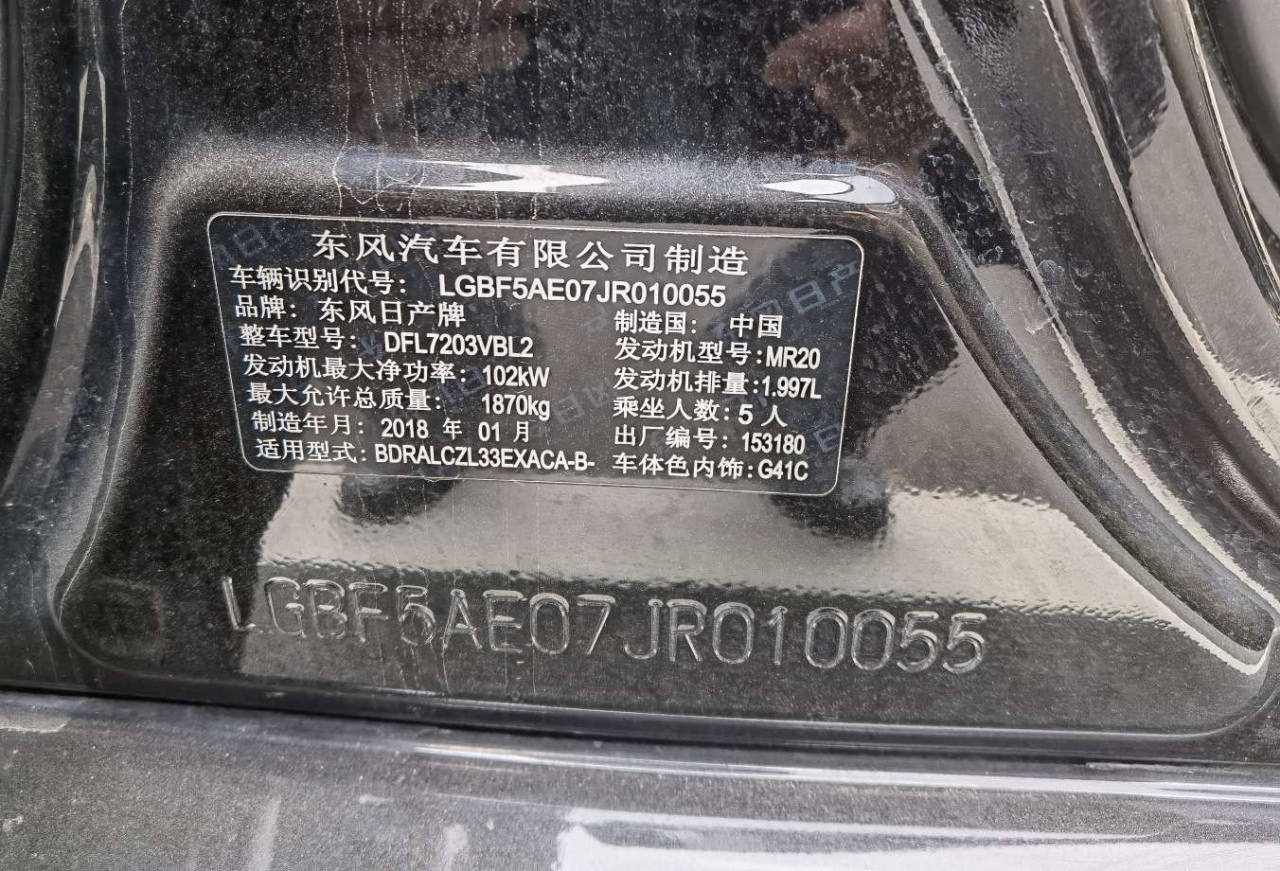 东风汽车有限公司制造
车辆识别代号： LGBF5AE07JR010055
品牌：东风日产牌 制造国：中国
整车型号： DFL7203VBL2 发动机型号:MR20
发动机最大净功率：102kW 发动机排量:1.997L
最大允许总质量： 1870kg 乘坐人数:5人
制造年月：2018 年 01 月 出厂编号:153180
适用型式:BDRALCZL33EXACA-B- 车体色内饰:G41C
LGBF5AE07JR010055